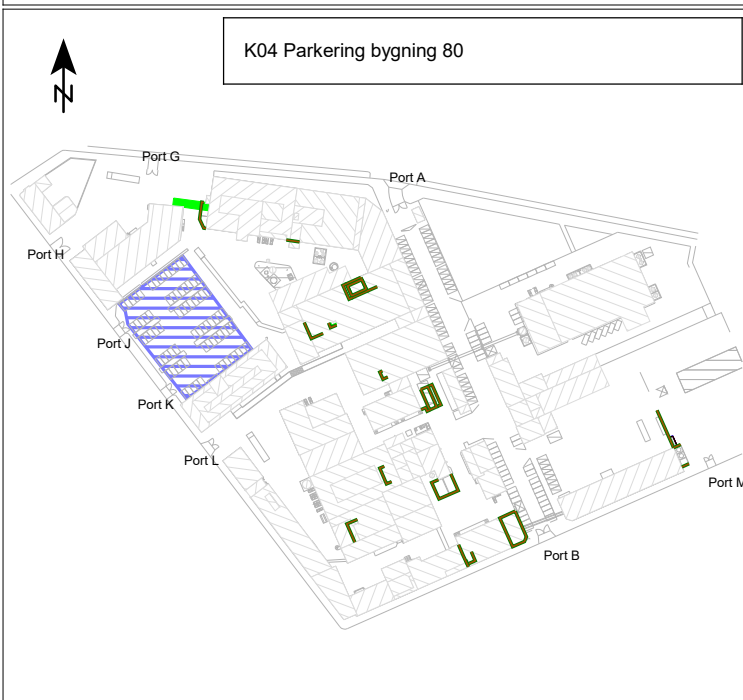 K04 Parkering bygning 80
N
Port G
Port A
Port H
Port J
Port K
Port L
Port M
Port B